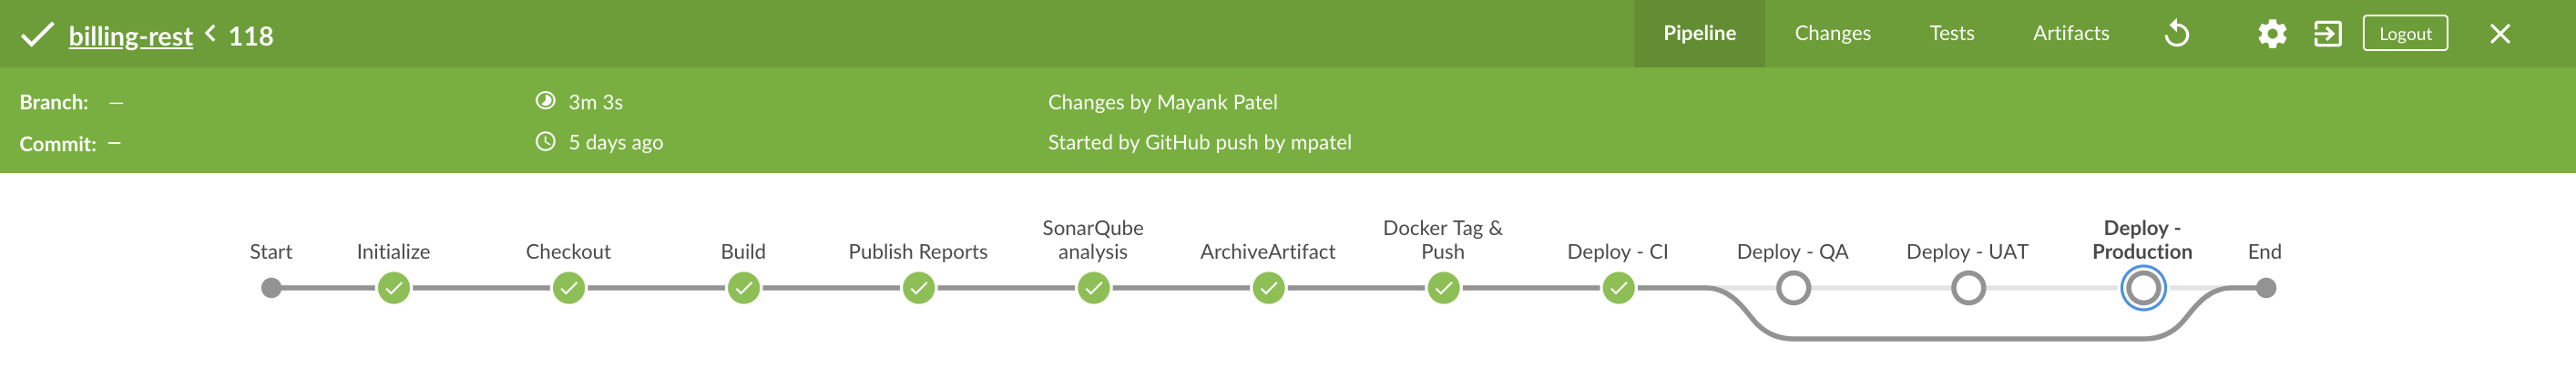 billing-rest < 118
Pipeline Changes Tests Artifacts Logout
Branch: —
3m 3s
Changes by Mayank Patel
Commit: —
5 days ago
Started by GitHub push by mpatel
Start
Initialize
Checkout
Build
Publish Reports
SonarQube
analysis
ArchiveArtifact
Docker Tag &
Push
Deploy - CI
Deploy - QA
Deploy - UAT
Deploy -
Production
End